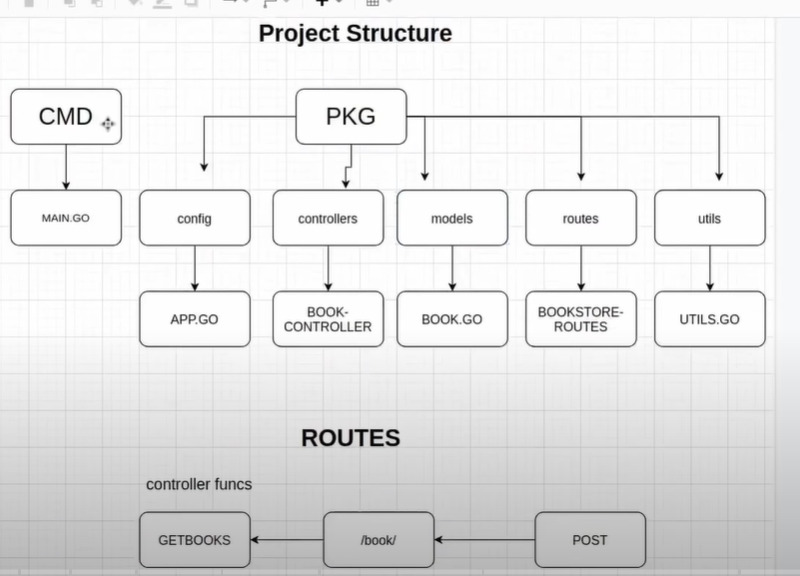 Project Structure
CMD
PKG
MAIN.GO
config
controllers
models
routes
utils
APP.GO
BOOK-
CONTROLLER
BOOK.GO
BOOKSTORE-
ROUTES
UTILS.GO
ROUTES
controller funcs
GETBOOKS
/book/
POST